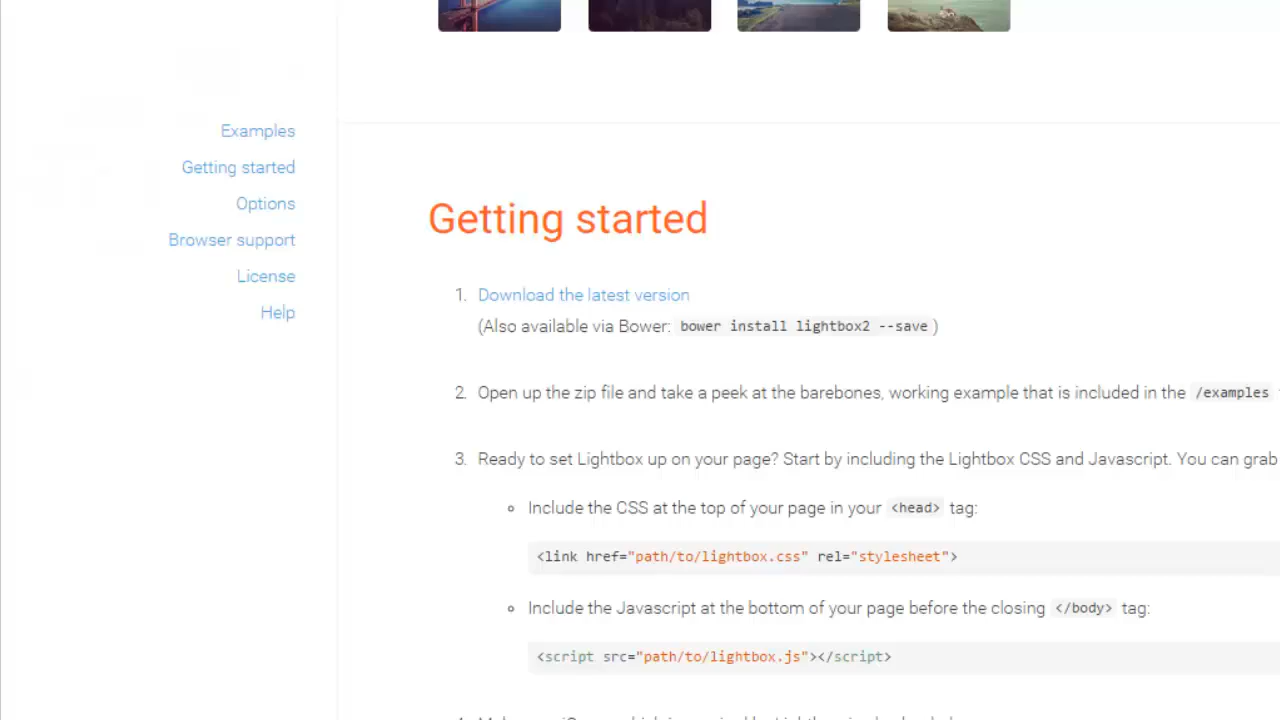 Examples
Getting started
Options
Browser support
License
Help
Getting started
1. Download the latest version
(Also available via Bower: bower install lightbox2 --save )
2. Open up the zip file and take a peek at the barebones, working example that is included in the /examples
3. Ready to set Lightbox up on your page? Start by including the Lightbox CSS and Javascript. You can grab
Include the CSS at the top of your page in your <head> tag:
<link href="path/to/lightbox.css" rel="stylesheet">
Include the Javascript at the bottom of your page before the closing </body> tag:
<script src="path/to/lightbox.js"></script>